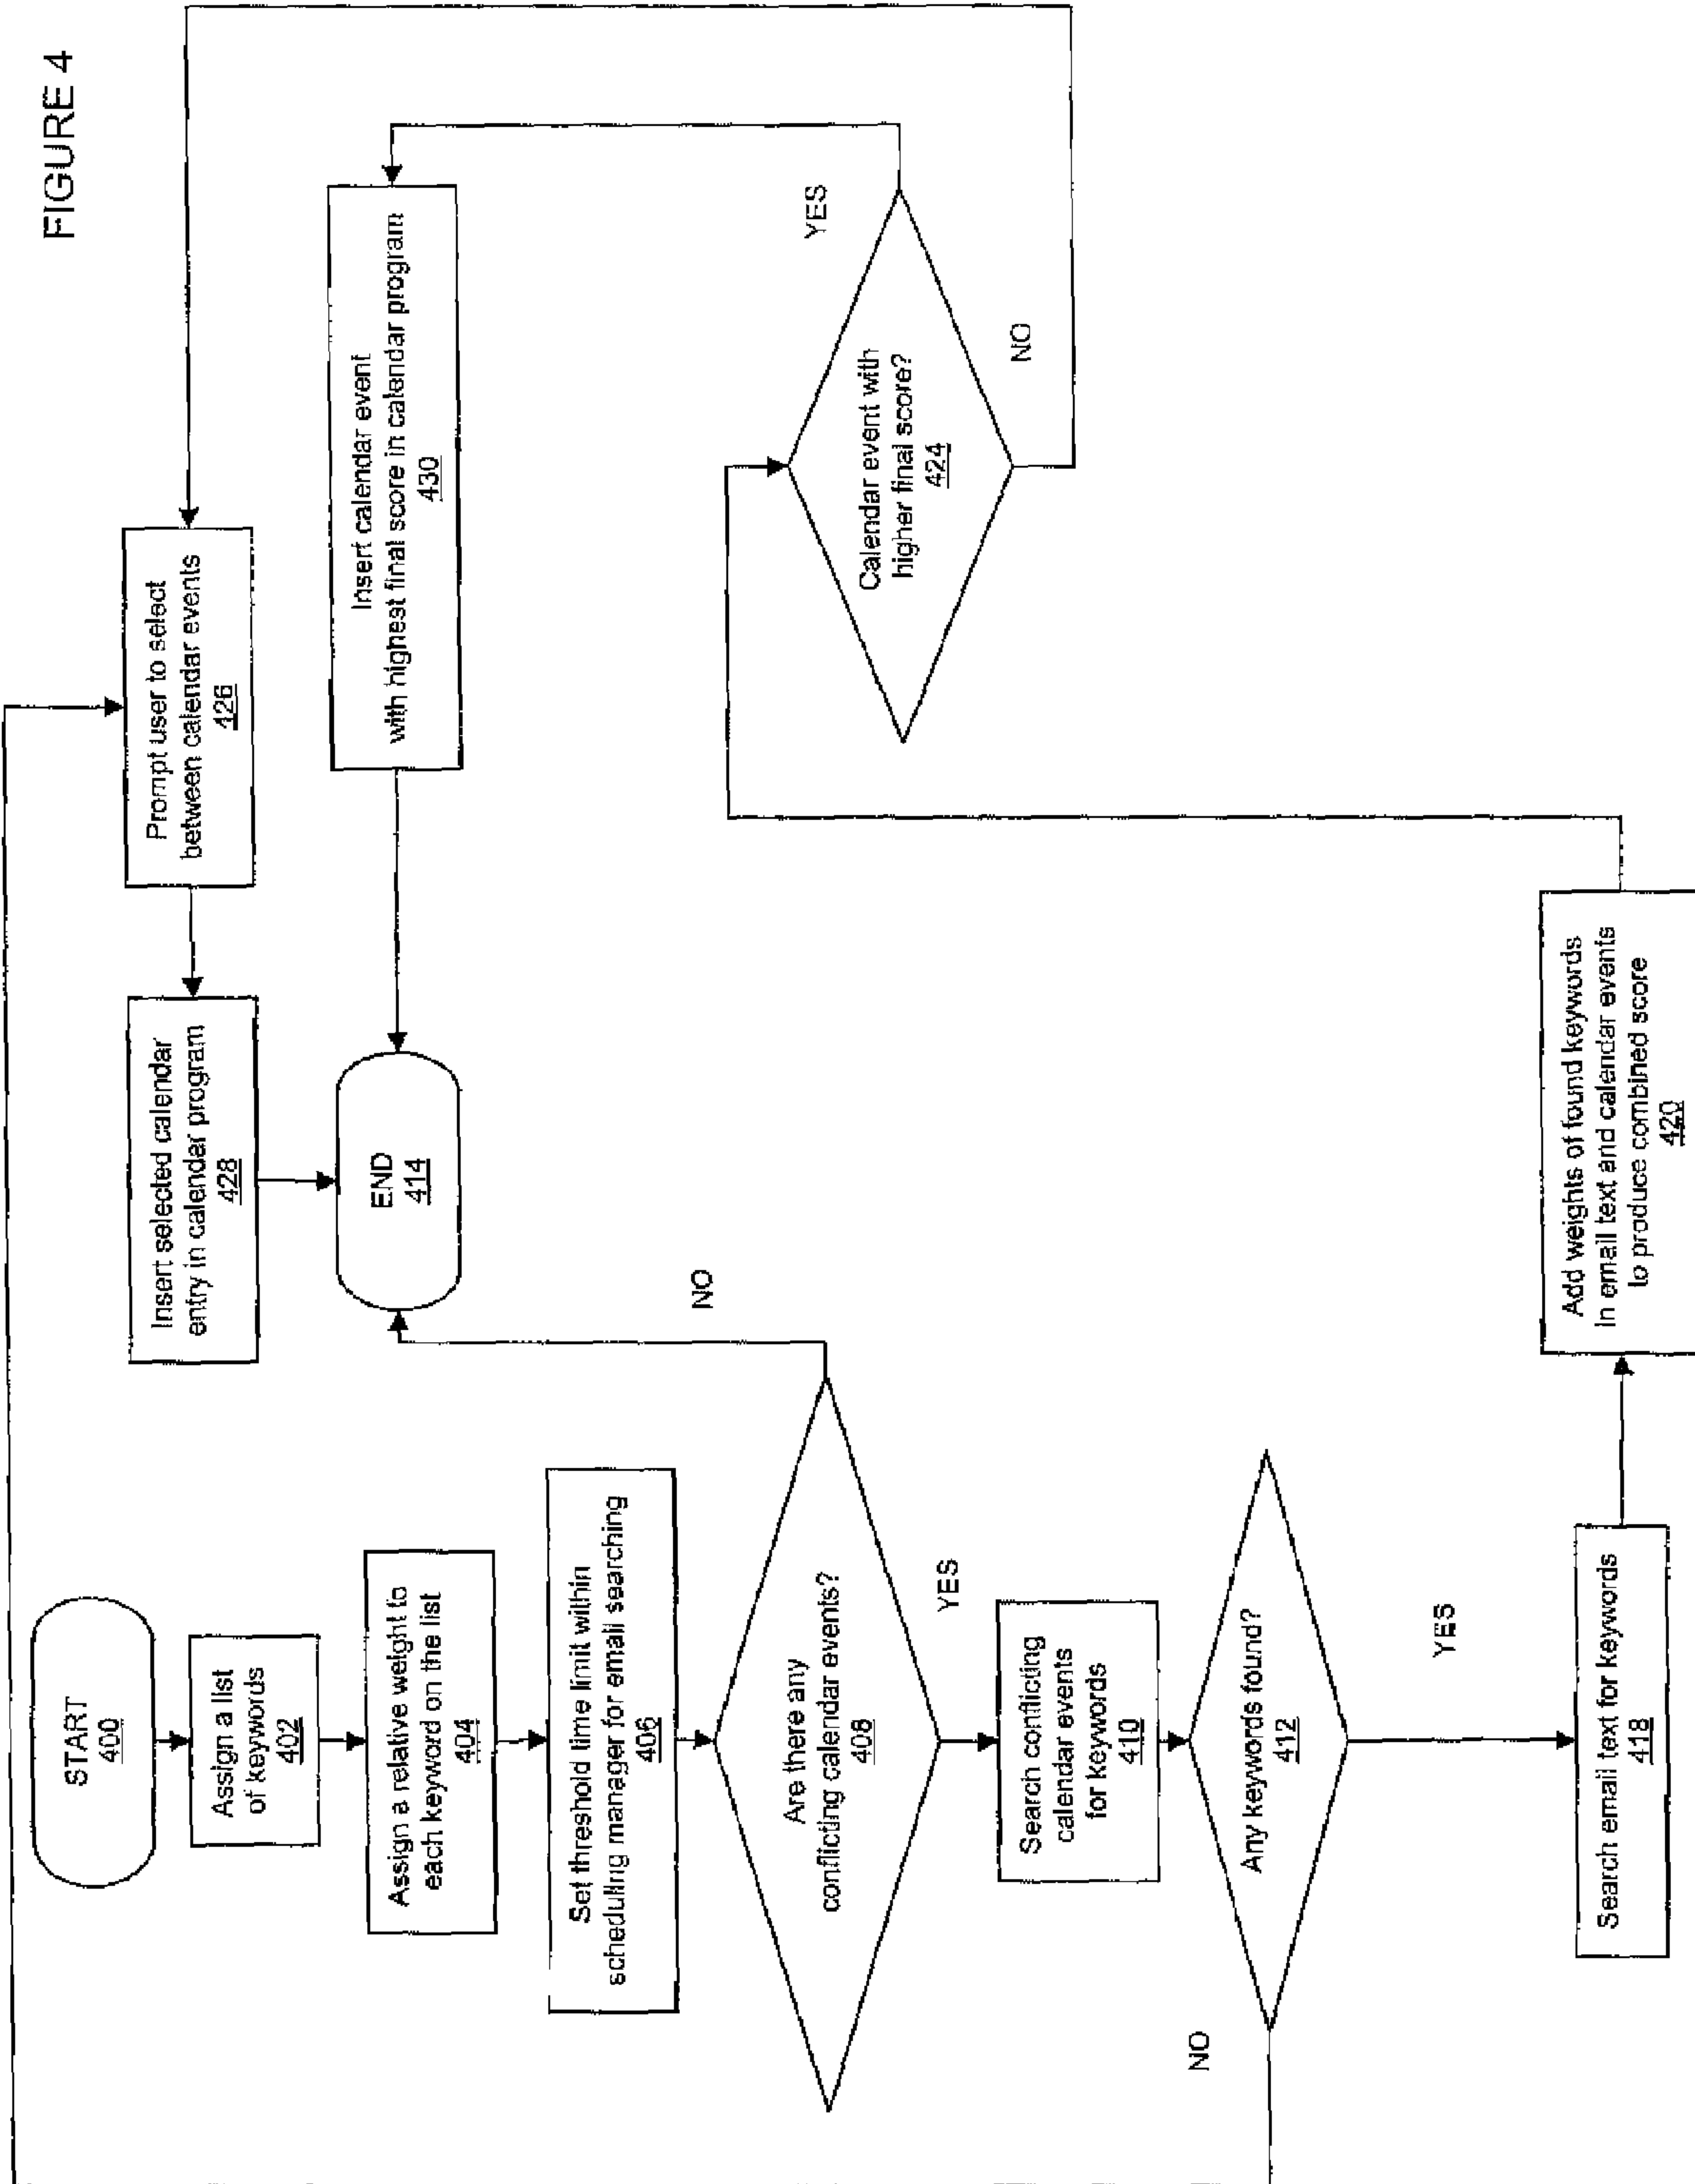 FIGURE 4
START
400
Assign a list
of keywords
402
Assign a relative weight to
each keyword on the list
404
Set threshold time limit within
scheduling manager for email searching
406
Are there any
conflicting calendar events?
408
NO
YES
Search conflicting
calendar events
for keywords
410
Any keywords found?
412
NO
YES
Search email text for keywords
418
Add weights of found keywords
in email text and calendar events
to produce combined score
420
Calendar event with
higher final score?
424
YES
NO
Insert calendar event
with highest final score in calendar program
430
Prompt user to select
between calendar events
426
Insert selected calendar
entry in calendar program
428
END
414